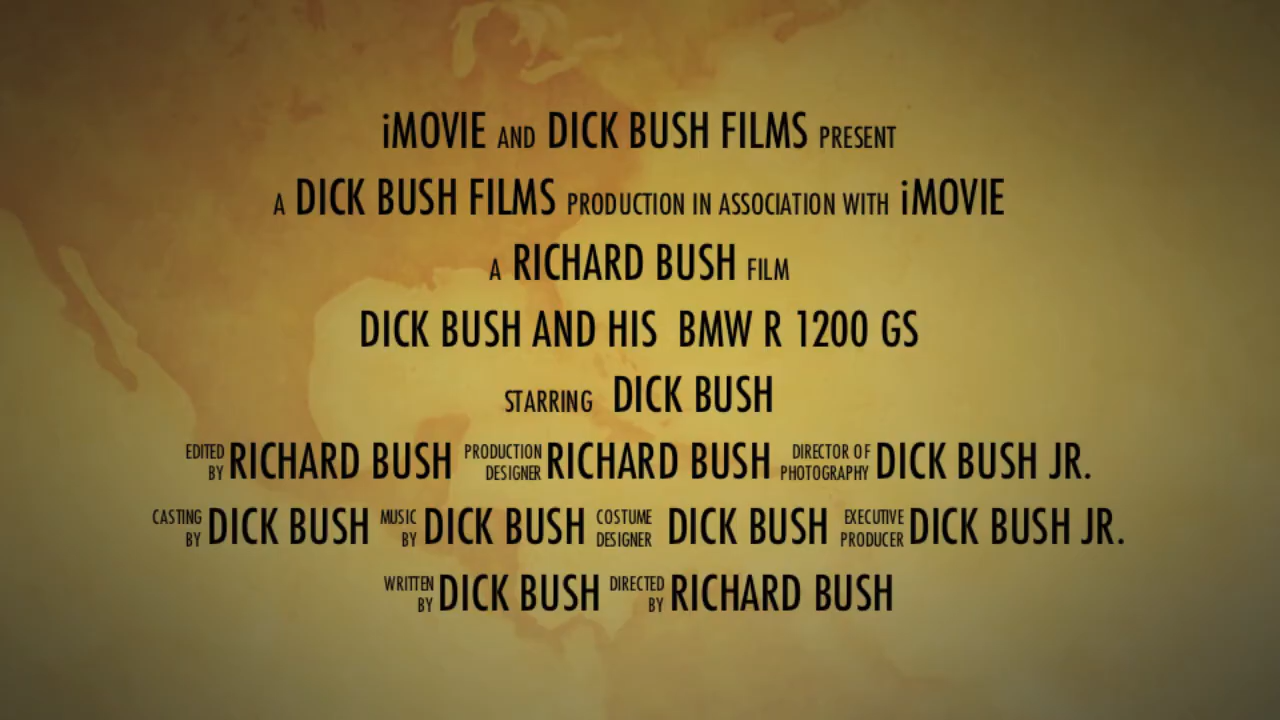 iMOVIE AND DICK BUSH FILMS PRESENT
A DICK BUSH FILMS PRODUCTION IN ASSOCIATION WITH iMOVIE
A RICHARD BUSH FILM
DICK BUSH AND HIS BMW R 1200 GS
STARRING DICK BUSH
EDITED BY RICHARD BUSH PRODUCTION DESIGNER RICHARD BUSH DIRECTOR OF PHOTOGRAPHY DICK BUSH JR.
CASTING BY DICK BUSH MUSIC BY DICK BUSH COSTUME DESIGNER DICK BUSH EXECUTIVE PRODUCER DICK BUSH JR.
WRITTEN BY DICK BUSH DIRECTED BY RICHARD BUSH